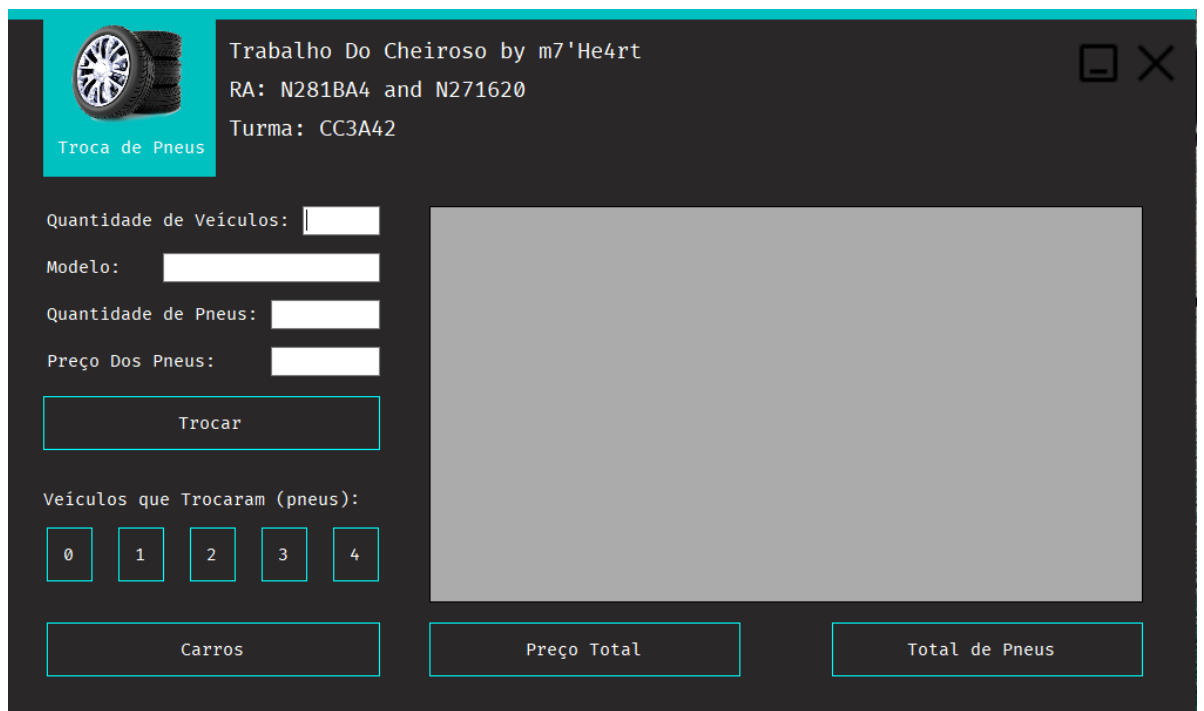 Trabalho Do Cheiroso by m7'He4rt
RA: N281BA4 and N271620
Turma: CC3A42
Troca de Pneus
Quantidade de Veículos:
Modelo:
Quantidade de Pneus:
Preço Dos Pneus:
Trocar
Veículos que Trocaram (pneus):
0 1 2 3 4
Carros
Preço Total
Total de Pneus